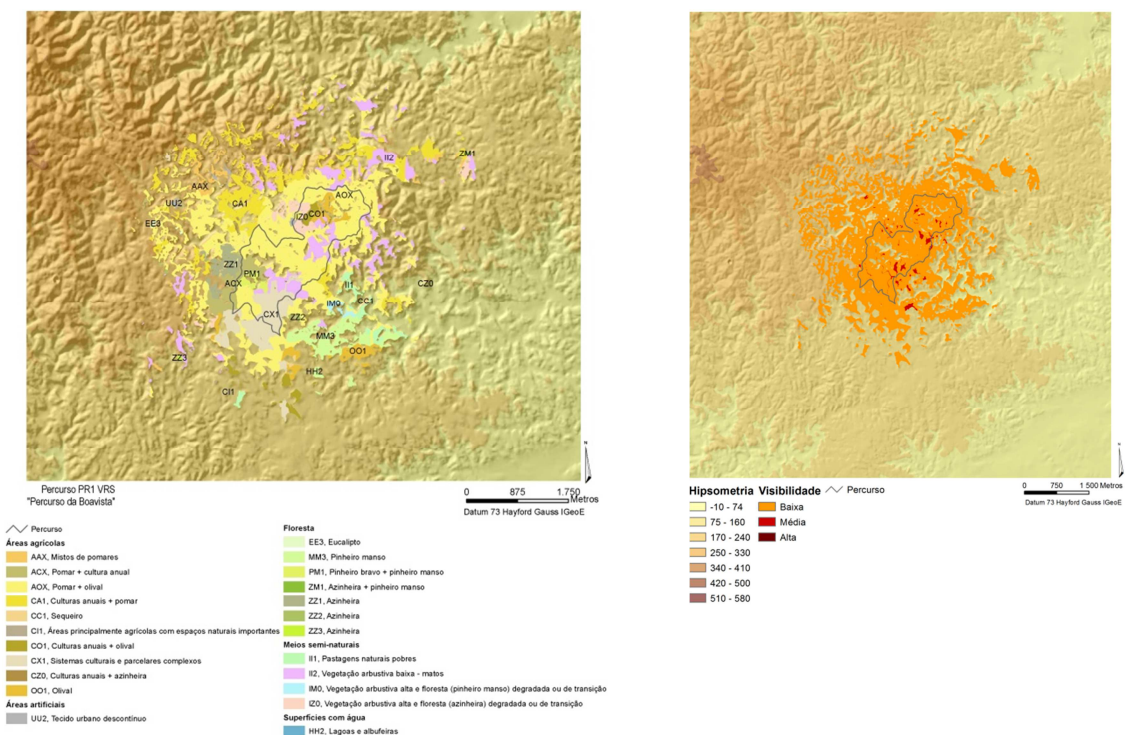 II2
ZM1
AAX
AOX
UU2
CA1
IZ0
CO1
EE3
ZZ1
PM1
ACX
II1
CZ0
IM0
CC1
CX1
ZZ2
MM3
OO1
ZZ3
HH2
CI1
Percurso PR1 VRS
"Percurso da Boavista"
N
0 875 1.750
Metros
Datum 73 Hayford Gauss IGeoE
Percurso
Áreas agrícolas
AAX, Mistos de pomares
ACX, Pomar + cultura anual
AOX, Pomar + olival
CA1, Culturas anuais + pomar
CC1, Sequeiro
CI1, Áreas principalmente agrícolas com espaços naturais importantes
CO1, Culturas anuais + olival
CX1, Sistemas culturais e parcelares complexos
CZ0, Culturas anuais + azinheira
OO1, Olival
Áreas artificiais
UU2, Tecido urbano descontínuo
Floresta
EE3, Eucalipto
MM3, Pinheiro manso
PM1, Pinheiro bravo + pinheiro manso
ZM1, Azinheira + pinheiro manso
ZZ1, Azinheira
ZZ2, Azinheira
ZZ3, Azinheira
Meios semi-naturais
II1, Pastagens naturais pobres
II2, Vegetação arbustiva baixa - matos
IM0, Vegetação arbustiva alta e floresta (pinheiro manso) degradada ou de transição
IZ0, Vegetação arbustiva alta e floresta (azinheira) degradada ou de transição
Superfícies com água
HH2, Lagoas e albufeiras
N
0 750 1 500 Metros
Datum 73 Hayford Gauss IGeoE
Hipsometria Visibilidade Percurso
-10 - 74 Baixa
75 - 160 Média
170 - 240 Alta
250 - 330
340 - 410
420 - 500
510 - 580